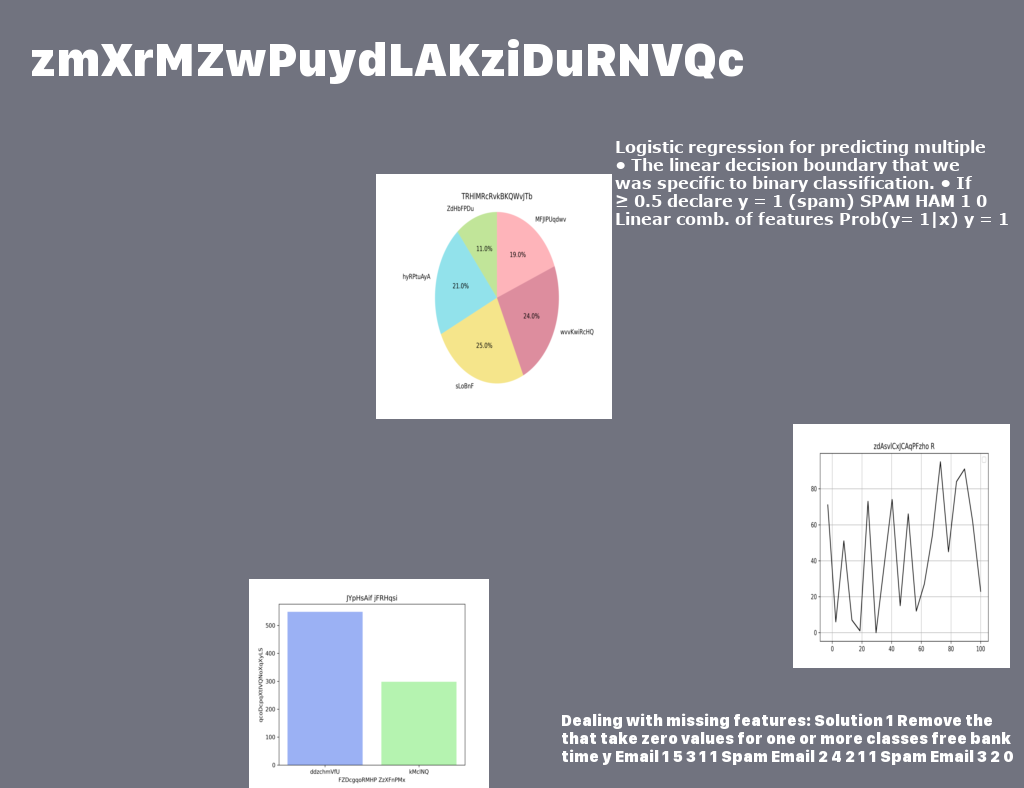 zmXrMZwPuydLAKziDuRNVQc
Logistic regression for predicting multiple
• The linear decision boundary that we
was specific to binary classification. • If
≥ 0.5 declare y = 1 (spam) SPAM HAM 1 0
Linear comb. of features Prob(y= 1|x) y = 1
TRHlMRcRvkBKQWvjTb
ZdHbFPDu
MFJIPUqdwv
11.0%
19.0%
hyRPtuAyA
21.0%
24.0%
wvvKwiRcHQ
25.0%
sLoBnF
zdAsvlCxJCAqPFzho R
80
60
40
20
0
0 20 40 60 80 100
JYpHsAif jFRHqsi
500
400
300
200
100
0
ddzchmVfU kMciNQ
FZDcgqoRMHP ZzXFnPMx
Dealing with missing features: Solution 1 Remove the
that take zero values for one or more classes free bank
time y Email 1 5 3 1 1 Spam Email 2 4 2 1 1 Spam Email 3 2 0